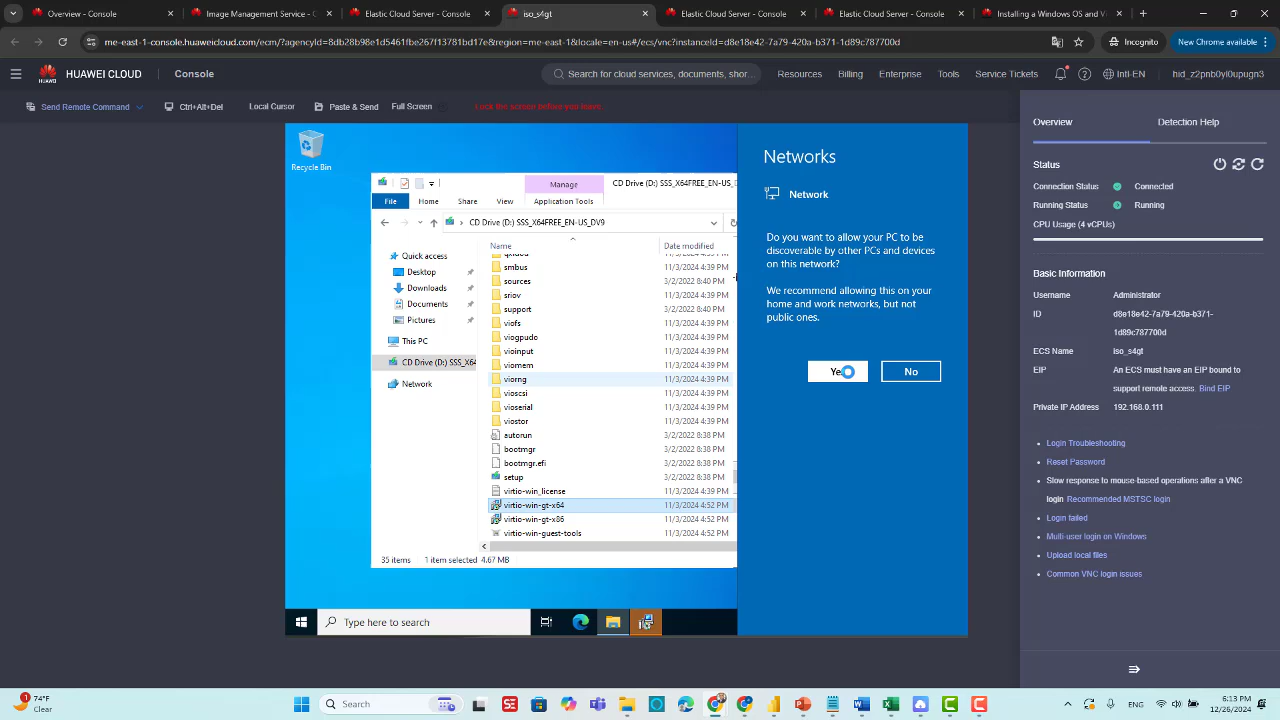 Overview - Console
Image Management Service - C
Elastic Cloud Server - Console
iso_s4gt
Elastic Cloud Server - Console
Elastic Cloud Server - Console
Installing a Windows OS and V
me-east-1-console.huaweicloud.com/ecm/?agencyId=8db28b98e1d5461fbe267f13781bd17e&region=me-east-1&locale=en-us#/ecs/vnc?instanceId=d8e18e42-7a79-420a-b371-1d89c787700d
Incognito
New Chrome available
HUAWEI CLOUD
Console
Search for cloud services, documents, shor...
Resources
Billing
Enterprise
Tools
Service Tickets
Intl-EN
hid_z2pnb0yl0upugn3
Send Remote Command
Ctrl+Alt+Del
Local Cursor
Paste & Send
Full Screen
Lock the screen before you leave.
Recycle Bin
Manage
CD Drive (D:) SSS_X64FREE_EN-US_D
File
Home
Share
View
Application Tools
CD Drive (D:) SSS_X64FREE_EN-US_DV9
Name
Date modified
Quick access
Desktop
Downloads
Documents
Pictures
This PC
CD Drive (D:) SSS_X64
Network
11/3/2024 4:39 PM
smbus 11/3/2024 4:39 PM
sources 3/2/2022 8:40 PM
sriov 11/3/2024 4:39 PM
support 3/2/2022 8:40 PM
viofs 11/3/2024 4:39 PM
viogpudo 11/3/2024 4:39 PM
vioinput 11/3/2024 4:39 PM
viomem 11/3/2024 4:39 PM
viorng 11/3/2024 4:39 PM
vioscsi 11/3/2024 4:39 PM
vioserial 11/3/2024 4:39 PM
viostor 11/3/2024 4:39 PM
autorun 3/2/2022 8:38 PM
bootmgr 3/2/2022 8:38 PM
bootmgr.efi 3/2/2022 8:38 PM
setup 3/2/2022 8:38 PM
virtio-win_license 11/3/2024 4:39 PM
virtio-win-gt-x64 11/3/2024 4:52 PM
virtio-win-gt-x86 11/3/2024 4:52 PM
virtio-win-guest-tools 11/3/2024 4:52 PM
35 items 1 item selected 4.67 MB
Type here to search
Networks
Network
Do you want to allow your PC to be
discoverable by other PCs and devices
on this network?
We recommend allowing this on your
home and work networks, but not
public ones.
Ye
No
Overview
Detection Help
Status
Connection Status Connected
Running Status Running
CPU Usage (4 vCPUs)
Basic Information
Username Administrator
ID d8e18e42-7a79-420a-b371-
1d89c787700d
ECS Name iso_s4gt
EIP An ECS must have an EIP bound to
support remote access. Bind EIP
Private IP Address 192.168.0.111
Login Troubleshooting
Reset Password
Slow response to mouse-based operations after a VNC
login Recommended MSTSC login
Login failed
Multi-user login on Windows
Upload local files
Common VNC login issues
1
74°F
Clear
Search
SE
ENG
6:13 PM
12/26/2024